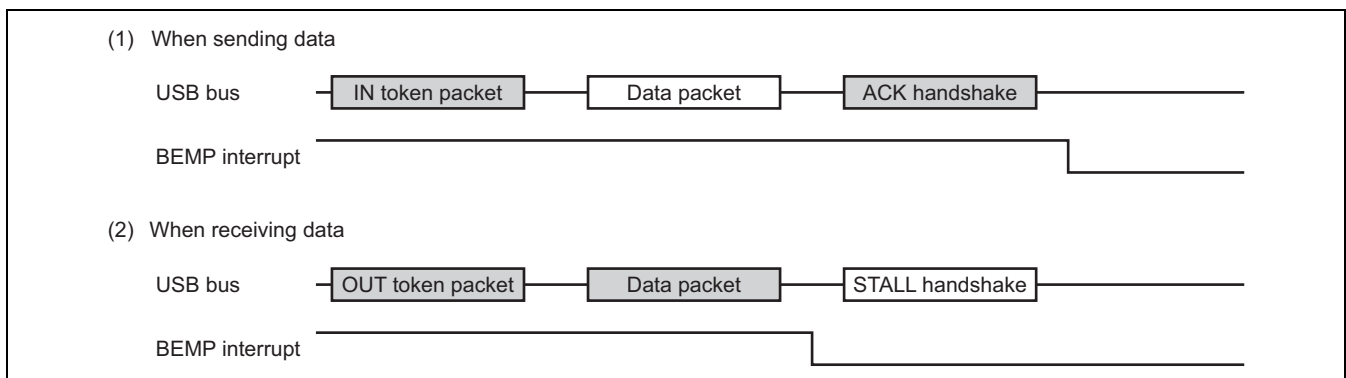 (1) When sending data
USB bus IN token packet Data packet ACK handshake
BEMP interrupt
(2) When receiving data
USB bus OUT token packet Data packet STALL handshake
BEMP interrupt